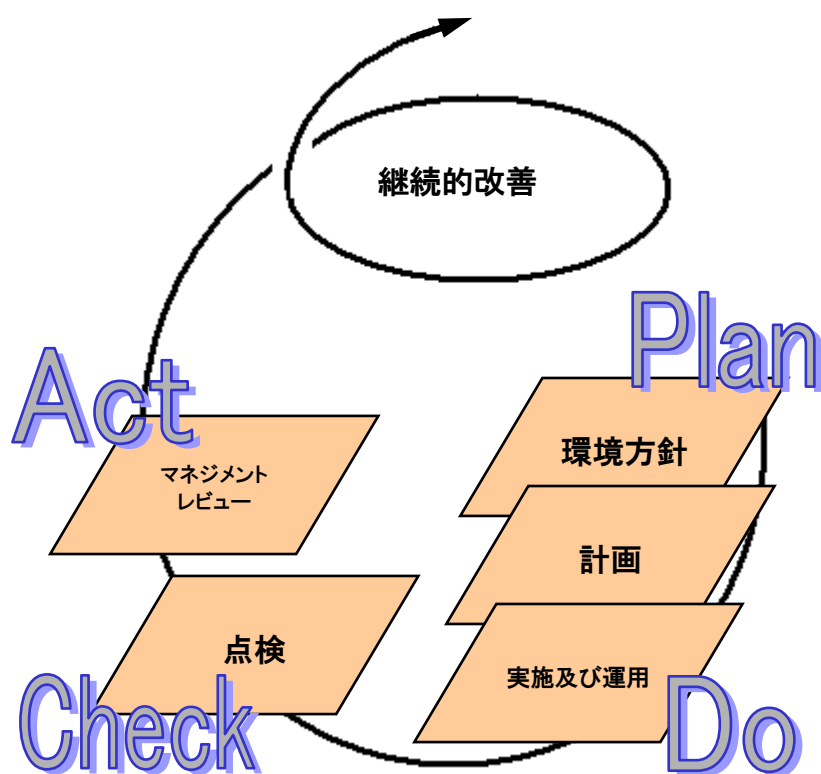 継続的改善
Plan
環境方針
計画
実施及び運用
Do
点検
Check
マネジメント
レビュー
Act